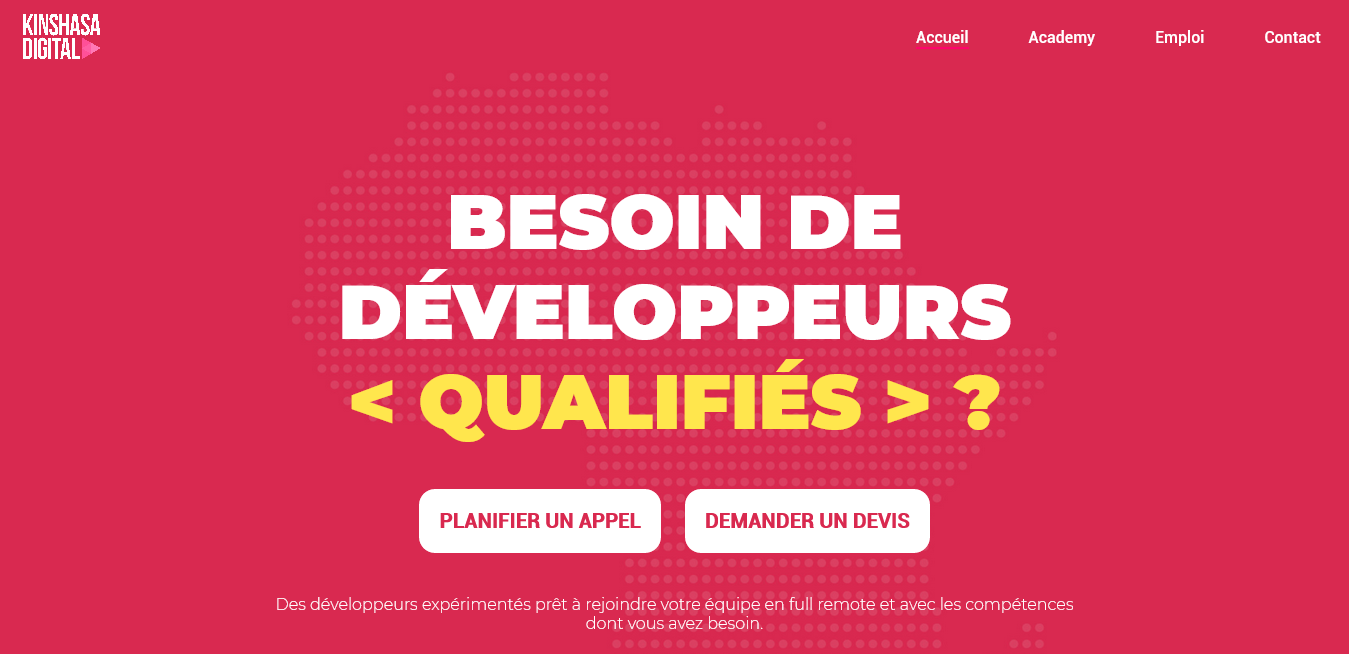 KINSHASA
DIGITAL
Accueil
Academy
Emploi
Contact
BESOIN DE
DÉVELOPPEURS
< QUALIFIÉS > ?
PLANIFIER UN APPEL
DEMANDER UN DEVIS
Des développeurs expérimentés prêt à rejoindre votre équipe en full remote et avec les compétences
dont vous avez besoin.